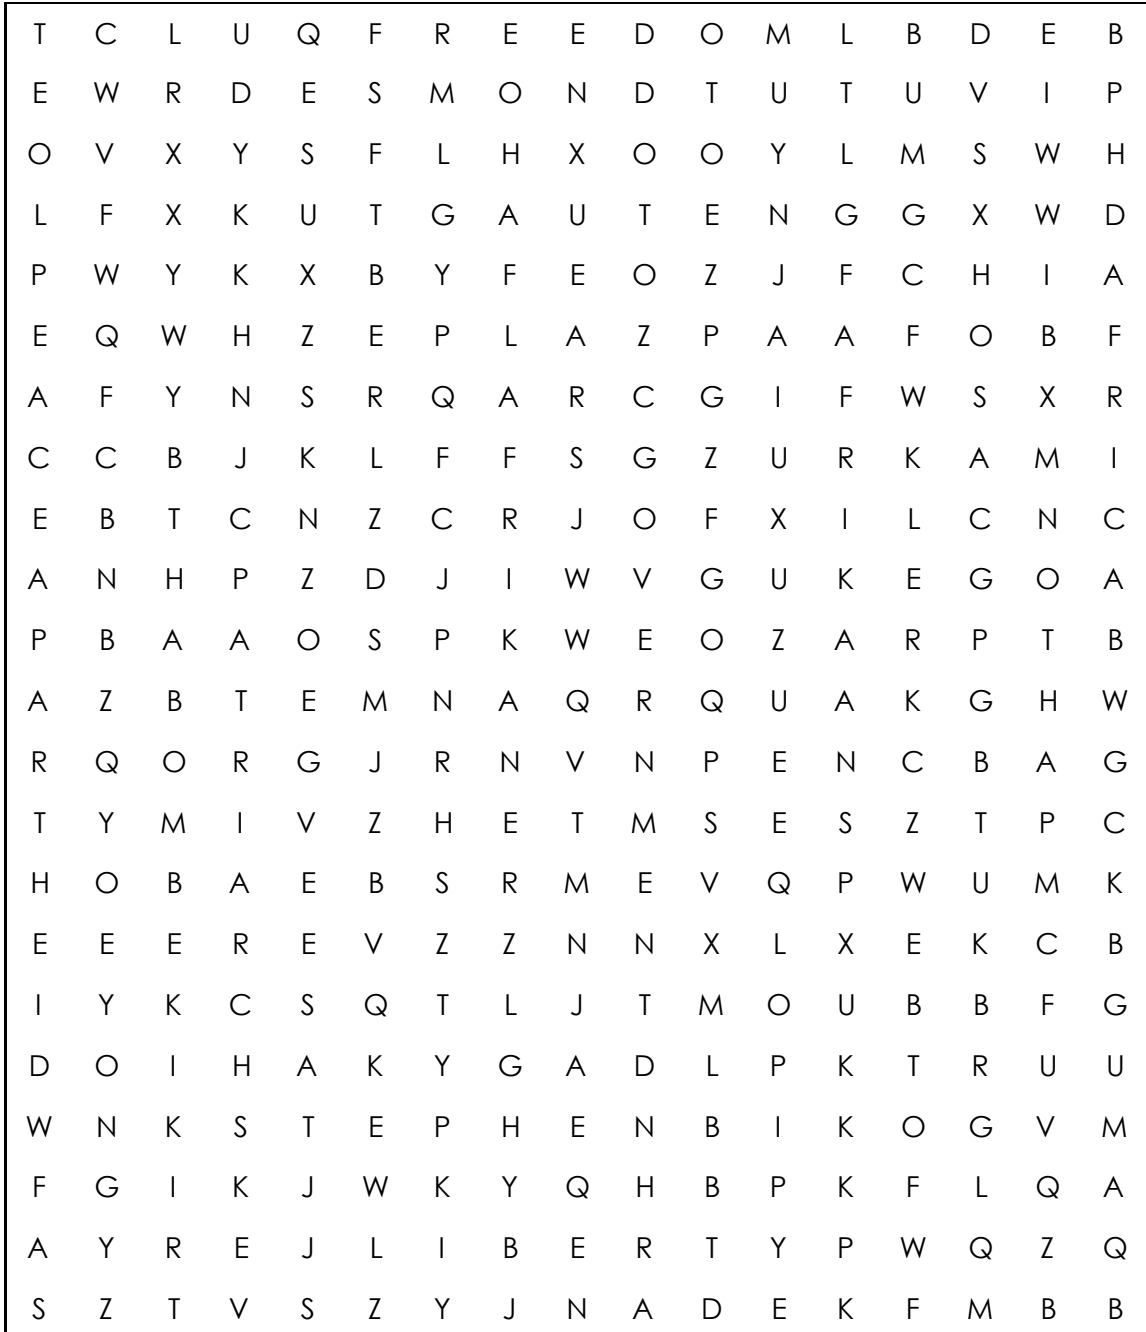 T C L U Q F R E E D O M L B D E B
E W R D E S M O N D T U T U V I P
O V X Y S F L H X O O Y L M S W H
L F X K U T G A U T E N G G X W D
P W Y K X B Y F E O Z J F C H I A
E Q W H Z E P L A Z P A A F O B F
A F Y N S R Q A R C G I F W S X R
C C B J K L F F S G Z U R K A M I
E B T C N Z C R J O F X I L C N C
A N H P Z D J I W V G U K E G O A
P B A A O S P K W E O Z A R P T B
A Z B T E M N A Q R Q U A K G H W
R Q O R G J R N V N P E N C B A G
T Y M I V Z H E T M S E S Z T P C
H O B A E B S R M E V Q P W U M K
E E E R E V Z Z N N X L X E K C B
I Y K C S Q T L J T M O U B B F G
D O I H A K Y G A D L P K T R U U
W N K S T E P H E N B I K O G V M
F G I K J W K Y Q H B P K F L Q A
A Y R E J L I B E R T Y P W Q Z Q
S Z T V S Z Y J N A D E K F M B B